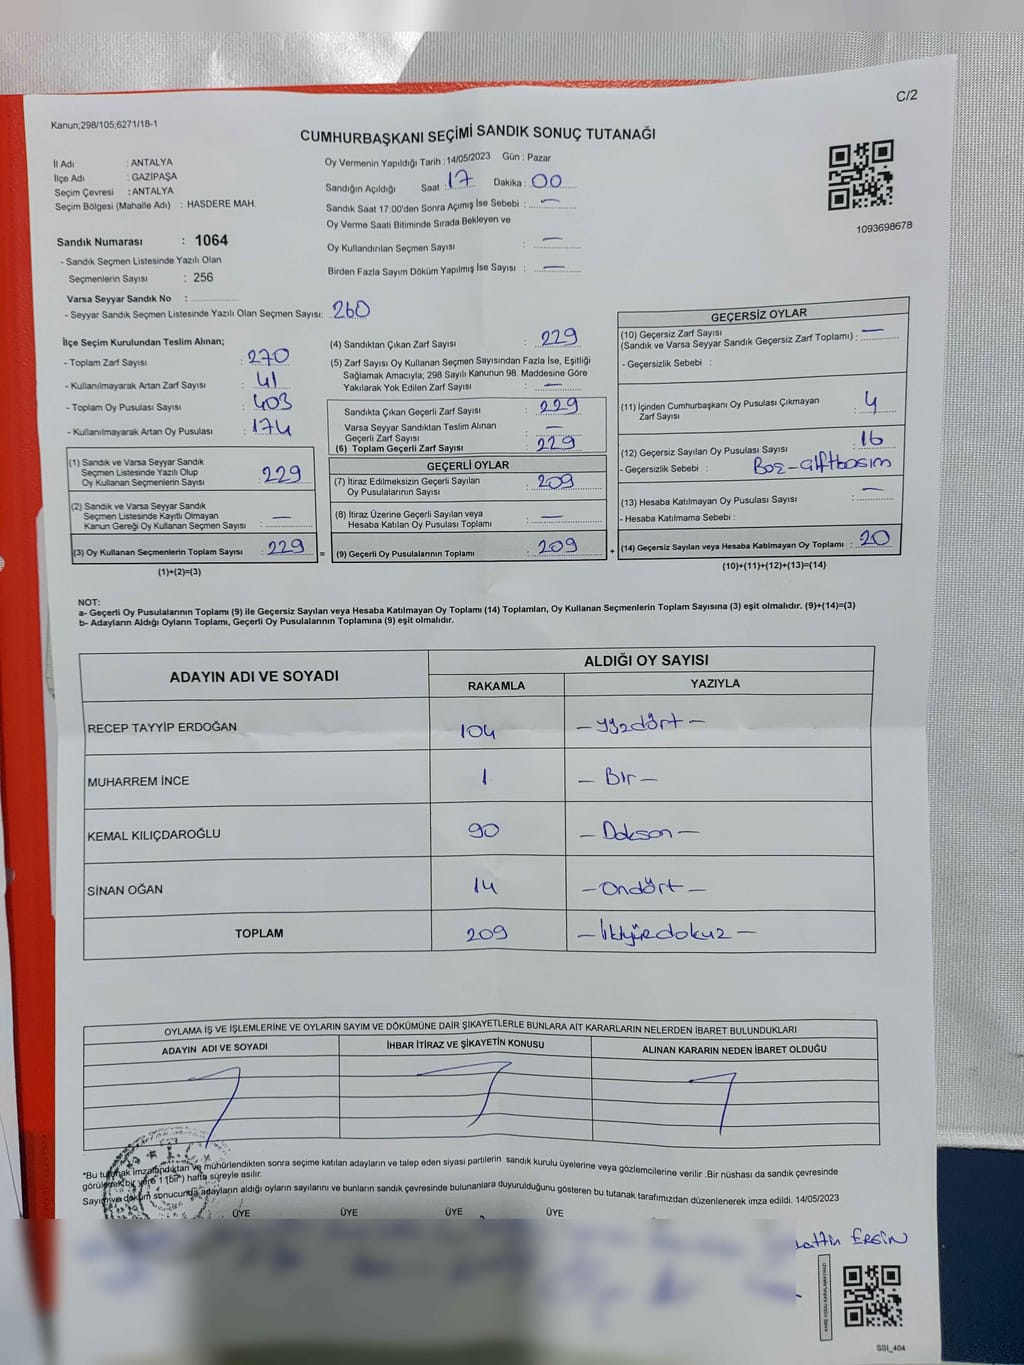 C/2
Kanun;298/105;6271/18-1
CUMHURBAŞKANI SEÇİMİ SANDIK SONUÇ TUTANAĞI
İl Adı : ANTALYA
İlçe Adı : GAZİPAŞA
Seçim Çevresi : ANTALYA
Seçim Bölgesi (Mahalle Adı) : HASDERE MAH.
Sandık Numarası : 1064
- Sandık Seçmen Listesinde Yazılı Olan
Seçmenlerin Sayısı : 256
Varsa Seyyar Sandık No : ..............
- Seyyar Sandık Seçmen Listesinde Yazılı Olan Seçmen Sayısı: 260
Oy Vermenin Yapıldığı Tarih : 14/05/2023 Gün : Pazar
Sandığın Açıldığı Saat : 17 Dakika : 00
Sandık Saat 17:00'den Sonra Açımış İse Sebebi : —
Oy Verme Saati Bitiminde Sırada Bekleyen ve
Oy Kullandırılan Seçmen Sayısı : —
Birden Fazla Sayım Döküm Yapılmış İse Sayısı : —
1093698678
İlçe Seçim Kurulundan Teslim Alınan;
- Toplam Zarf Sayısı : 270
- Kullanılmayarak Artan Zarf Sayısı : 41
- Toplam Oy Pusulası Sayısı : 403
- Kullanılmayarak Artan Oy Pusulası : 174
(1) Sandık ve Varsa Seyyar Sandık
Seçmen Listesinde Yazılı Olup
Oy Kullanan Seçmenlerin Sayısı : 229
(2) Sandık ve Varsa Seyyar Sandık
Seçmen Listesinde Kayıtlı Olmayan
Kanun Gereği Oy Kullanan Seçmen Sayısı : —
(3) Oy Kullanan Seçmenlerin Toplam Sayısı : 229 =
(1)+(2)=(3)
(4) Sandıktan Çıkan Zarf Sayısı : 229
(5) Zarf Sayısı Oy Kullanan Seçmen Sayısından Fazla İse, Eşitliği
Sağlamak Amacıyla; 298 Sayılı Kanunun 98. Maddesine Göre
Yakılarak Yok Edilen Zarf Sayısı : —
Sandıkta Çıkan Geçerli Zarf Sayısı : 229
Varsa Seyyar Sandıktan Teslim Alınan
Geçerli Zarf Sayısı : —
(6) Toplam Geçerli Zarf Sayısı : 229
GEÇERLİ OYLAR
(7) İtiraz Edilmeksizin Geçerli Sayılan
Oy Pusulalarının Sayısı : 209
(8) İtiraz Üzerine Geçerli Sayılan veya
Hesaba Katılan Oy Pusulası Toplamı : —
(9) Geçerli Oy Pusulalarının Toplamı : 209 +
GEÇERSİZ OYLAR
(10) Geçersiz Zarf Sayısı
(Sandık ve Varsa Seyyar Sandık Geçersiz Zarf Toplamı) : —
- Geçersizlik Sebebi :
(11) İçinden Cumhurbaşkanı Oy Pusulası Çıkmayan
Zarf Sayısı : 4
(12) Geçersiz Sayılan Oy Pusulası Sayısı : 16
- Geçersizlik Sebebi : Boş-çiftbasım
(13) Hesaba Katılmayan Oy Pusulası Sayısı : —
- Hesaba Katılmama Sebebi :
(14) Geçersiz Sayılan veya Hesaba Katılmayan Oy Toplamı : 20
(10)+(11)+(12)+(13)=(14)
NOT:
a- Geçerli Oy Pusulalarının Toplamı (9) ile Geçersiz Sayılan veya Hesaba Katılmayan Oy Toplamı (14) Toplamları, Oy Kullanan Seçmenlerin Toplam Sayısına (3) eşit olmalıdır. (9)+(14)=(3)
b- Adayların Aldığı Oyların Toplamı, Geçerli Oy Pusulalarının Toplamına (9) eşit olmalıdır.
ADAYIN ADI VE SOYADI ALDIĞI OY SAYISI
RAKAMLA YAZIYLA
RECEP TAYYİP ERDOĞAN 104 - Yüzdört -
MUHARREM İNCE 1 - Bir -
KEMAL KILIÇDAROĞLU 90 - Doksan -
SİNAN OĞAN 14 - Ondört -
TOPLAM 209 - İkiyüzdokuz -
OYLAMA İŞ VE İŞLEMLERİNE VE OYLARIN SAYIM VE DÖKÜMÜNE DAİR ŞİKAYETLERLE BUNLARA AİT KARARLARIN NELERDEN İBARET BULUNDUKLARI
ADAYIN ADI VE SOYADI İHBAR İTİRAZ VE ŞİKAYETİN KONUSU ALINAN KARARIN NEDEN İBARET OLDUĞU
"Bu tutanak imzalandıktan ve mühürlendikten sonra seçime katılan adayların ve talep eden siyasi partilerin sandık kurulu üyelerine veya gözlemcilerine verilir .Bir nüshası da sandık çevresinde
görülecek bir yere 1 (bir) hafta süreyle asılır.
Sayım ve döküm sonucunda adayların aldığı oyların sayılarını ve bunların sandık çevresinde bulunanlara duyurulduğunu gösteren bu tutanak tarafımızdan düzenlenerek imza edildi. 14/05/2023
ÜYE ÜYE ÜYE ÜYE
ERGİN
SSI_404